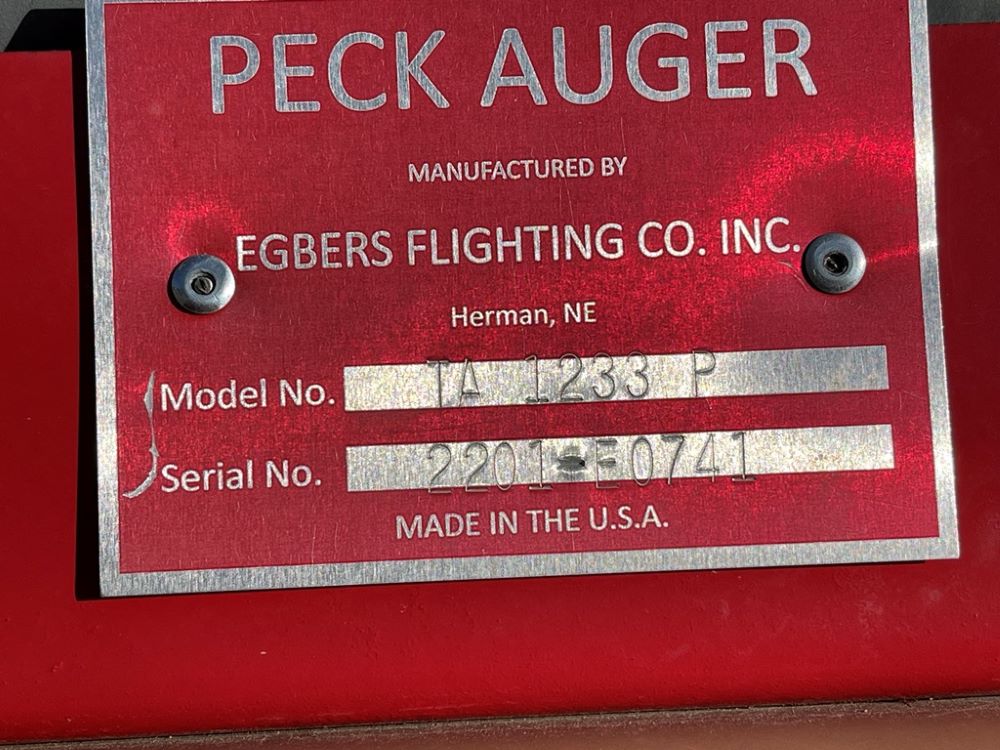 PECK AUGER
MANUFACTURED BY
EGBERS FLIGHTING CO. INC.
Herman, NE
Model No. TA 1233 P
Serial No. 2201-E0741
MADE IN THE U.S.A.